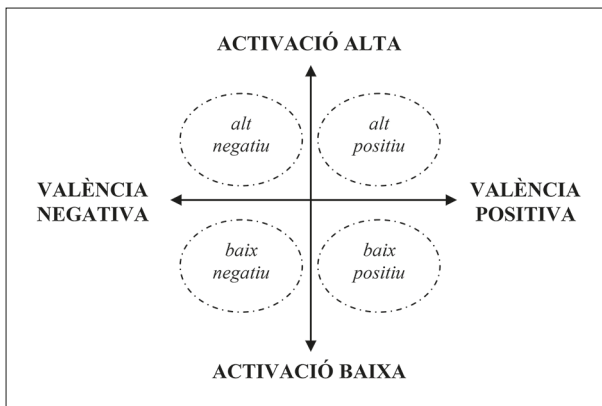 ACTIVACIÓ ALTA
alt
negatiu
alt
positiu
VALÈNCIA
NEGATIVA
VALÈNCIA
POSITIVA
baix
negatiu
baix
positiu
ACTIVACIÓ BAIXA